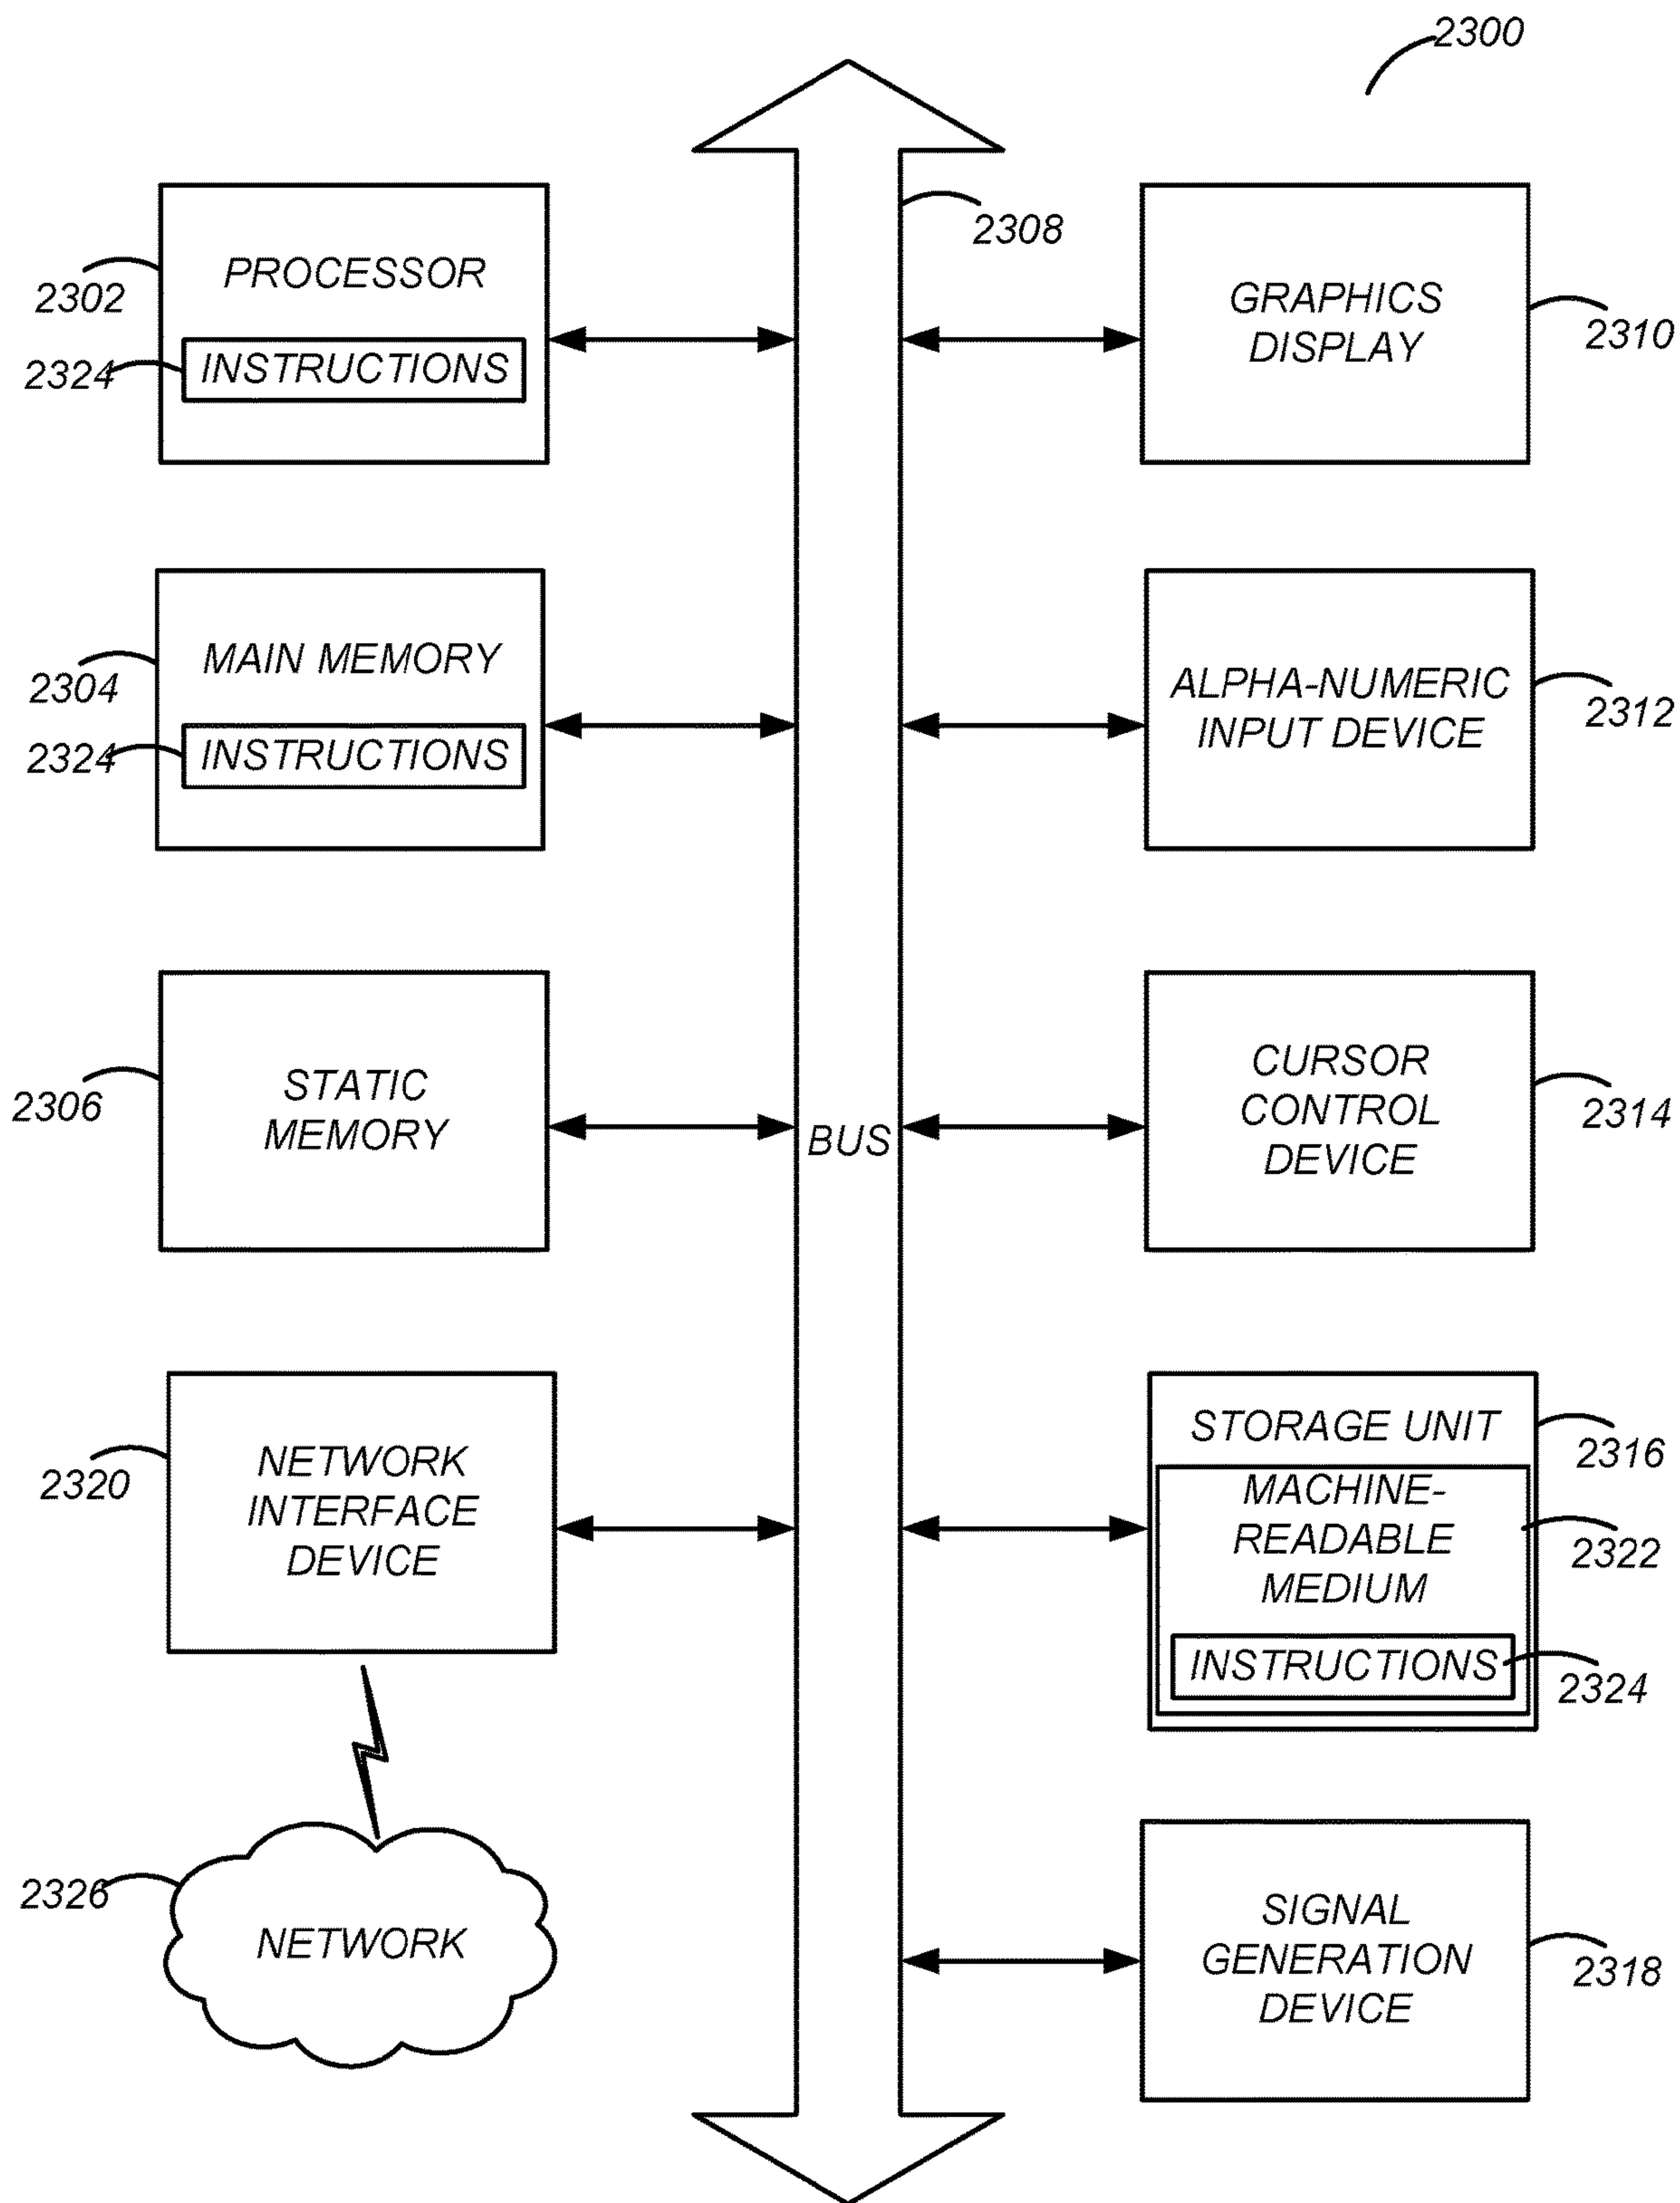 2300
2308
PROCESSOR
2302
INSTRUCTIONS
2324
GRAPHICS
DISPLAY
2310
MAIN MEMORY
2304
INSTRUCTIONS
2324
ALPHA-NUMERIC
INPUT DEVICE
2312
STATIC
MEMORY
2306
BUS
CURSOR
CONTROL
DEVICE
2314
NETWORK
INTERFACE
DEVICE
2320
STORAGE UNIT
2316
MACHINE-
READABLE
MEDIUM
2322
INSTRUCTIONS
2324
2326
NETWORK
SIGNAL
GENERATION
DEVICE
2318